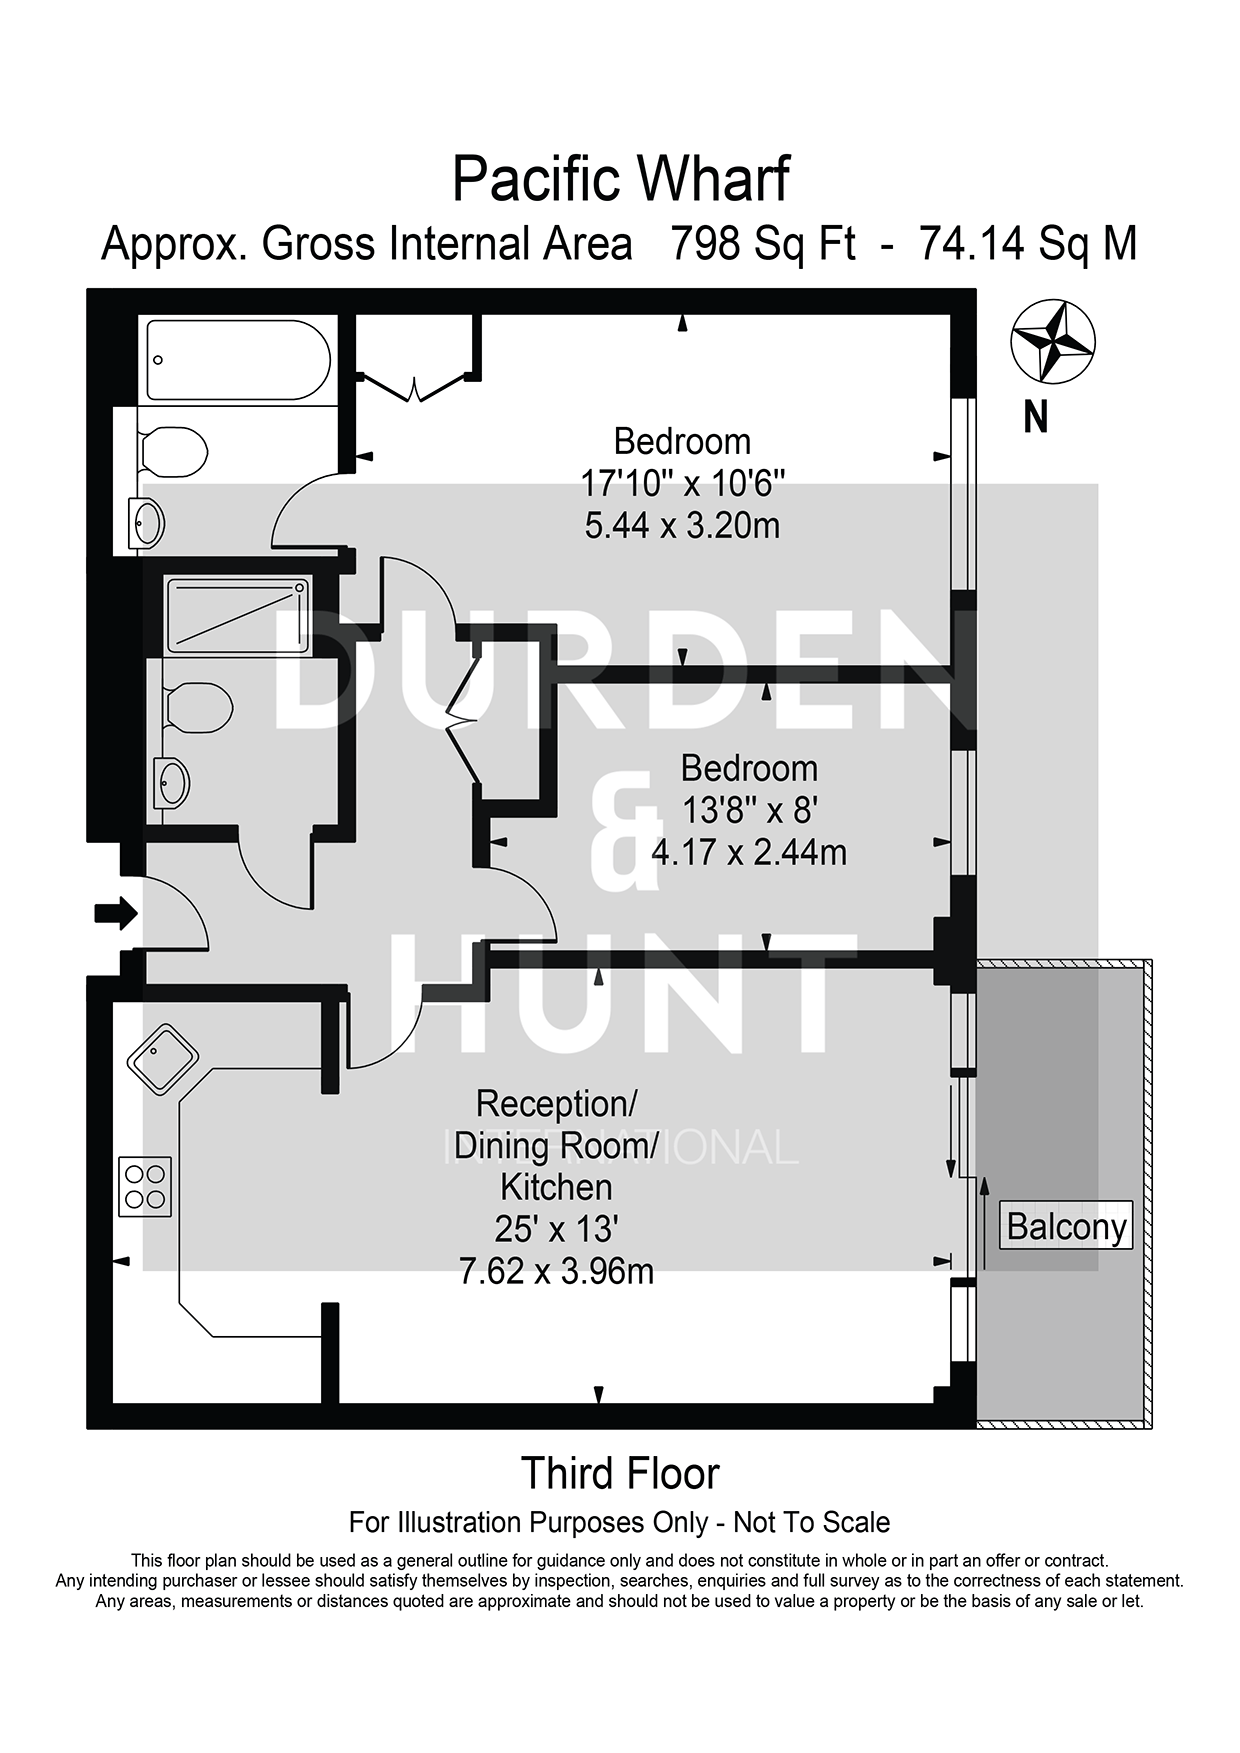 Pacific Wharf
Approx. Gross Internal Area 798 Sq Ft - 74.14 Sq M
N
Bedroom
17'10" x 10'6"
5.44 x 3.20m
DURDEN
Bedroom
13'8" x 8'
4.17 x 2.44m
&
HUNT
INTERNATIONAL
Reception/
Dining Room/
Kitchen
25' x 13'
7.62 x 3.96m
Balcony
Third Floor
For Illustration Purposes Only - Not To Scale
This floor plan should be used as a general outline for guidance only and does not constitute in whole or in part an offer or contract.
Any intending purchaser or lessee should satisfy themselves by inspection, searches, enquiries and full survey as to the correctness of each statement.
Any areas, measurements or distances quoted are approximate and should not be used to value a property or be the basis of any sale or let.